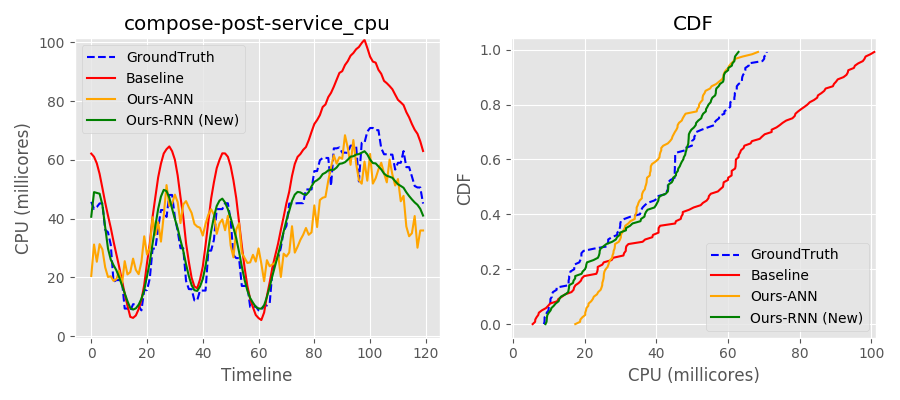 compose-post-service_cpu
CPU (millicores)
100
80
60
40
20
0
GroundTruth
Baseline
Ours-ANN
Ours-RNN (New)
0 20 40 60 80 100 120
Timeline
CDF
CDF
1.0
0.8
0.6
0.4
0.2
0.0
GroundTruth
Baseline
Ours-ANN
Ours-RNN (New)
0 20 40 60 80 100
CPU (millicores)